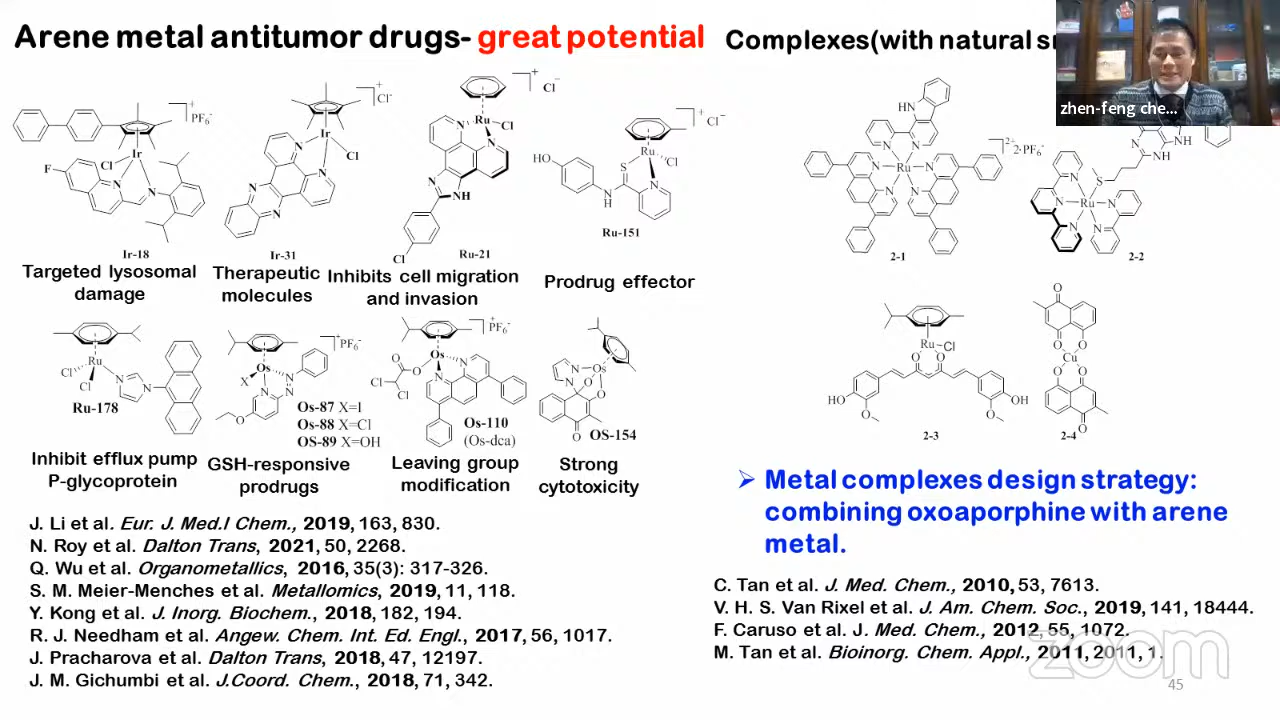 Arene metal antitumor drugs- great potential
Complexes(with natural
zhen-feng che...
Cl
Ir
F
N
N
+
PF₆⁻
Ir-18
Targeted lysosomal
damage
+
Cl⁻
Ir
N
Cl
N
N
N
Ir-31
Therapeutic
molecules
+
Cl⁻
Ru
Cl
N
N
N
NH
Cl
Ru-21
Inhibits cell migration
and invasion
+
Cl⁻
Ru
Cl
HO
S
N
H
N
Ru-151
Prodrug effector
Ru
Cl
Cl
N
N
Ru-178
Inhibit efflux pump
P-glycoprotein
PF₆⁻
Os
X
N
N
N
O
Os-87 X=I
Os-88 X=Cl
OS-89 X=OH
GSH-responsive
prodrugs
PF₆⁻
Os
O
O
N
N
Cl
Cl
Os-110
(Os-dca)
Leaving group
modification
Os
N
N
O
O
O
OS-154
Strong
cytotoxicity
HN
N
N
N
N
Ru
N
N
2+
2·PF₆⁻
2-1
N
N
NH
H
S
N
N
Ru
N
N
N
2-2
Ru
Cl
O
O
HO
O
OH
O
2-3
O
O
O
Cu
O
O
O
O
2-4
➢ Metal complexes design strategy:
combining oxoaporphine with arene
metal.
J. Li et al. Eur. J. Med.l Chem., 2019, 163, 830.
N. Roy et al. Dalton Trans, 2021, 50, 2268.
Q. Wu et al. Organometallics, 2016, 35(3): 317-326.
S. M. Meier-Menches et al. Metallomics, 2019, 11, 118.
Y. Kong et al. J. Inorg. Biochem., 2018, 182, 194.
R. J. Needham et al. Angew. Chem. Int. Ed. Engl., 2017, 56, 1017.
J. Pracharova et al. Dalton Trans, 2018, 47, 12197.
J. M. Gichumbi et al. J.Coord. Chem., 2018, 71, 342.
C. Tan et al. J. Med. Chem., 2010, 53, 7613.
V. H. S. Van Rixel et al. J. Am. Chem. Soc., 2019, 141, 18444.
F. Caruso et al. J. Med. Chem., 2012, 55, 1072.
M. Tan et al. Bioinorg. Chem. Appl., 2011, 2011, 1.
zoom
45